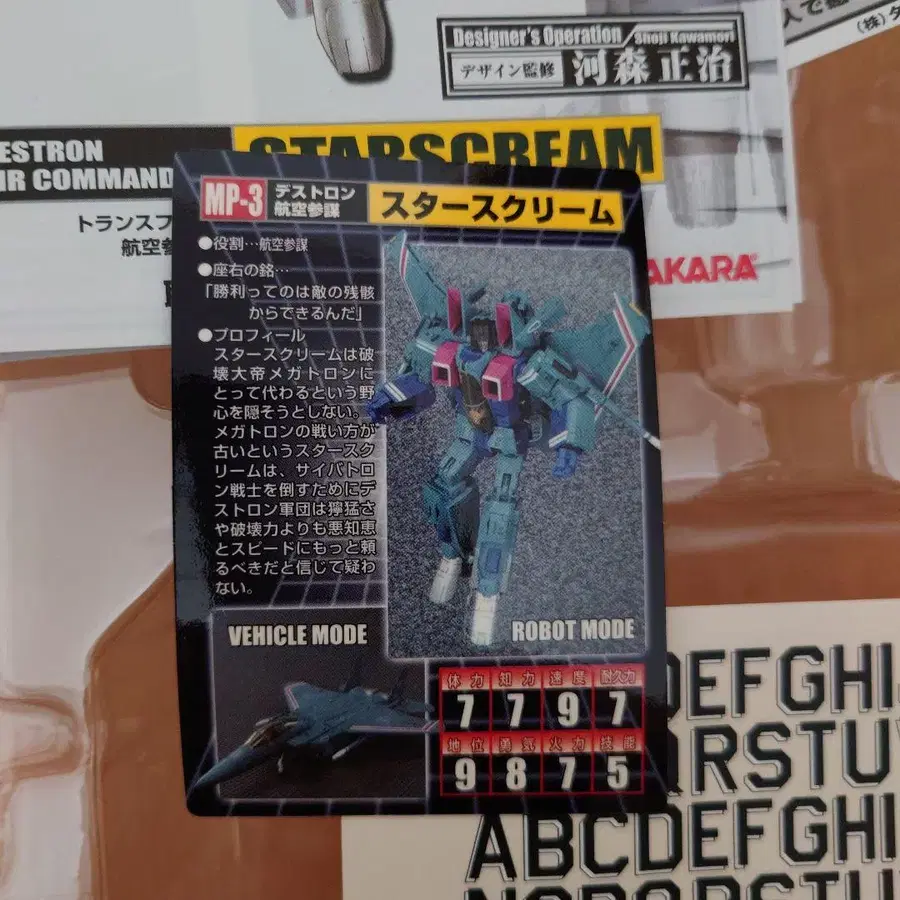 Designer's Operation / Shoji Kawamori
デザイン監修 河森正治
(株)
ESTRON
IR COMMAND
STARSCREAM
トランスフ
航空参
AKARA
MP-3 デストロン 航空参謀 スタースクリーム
●役割…航空参謀
●座右の銘…
「勝利ってのは敵の残骸
からできるんだ」
●プロフィール
スタースクリームは破
壊大帝メガトロンに
とって代わるという野
心を隠そうとしない。
メガトロンの戦い方が
古いというスタースク
リームは、サイバトロ
ン戦士を倒すためにデ
ストロン軍団は獰猛さ
や破壊力よりも悪知恵
とスピードにもっと頼
るべきだと信じて疑わ
ない。
VEHICLE MODE
ROBOT MODE
体力 知力 速度 耐久力
7 7 9 7
地位 勇気 火力 技能
9 8 7 5
DEFGHI
RSTUV
ABCDEFGHI
NOPQRSTU